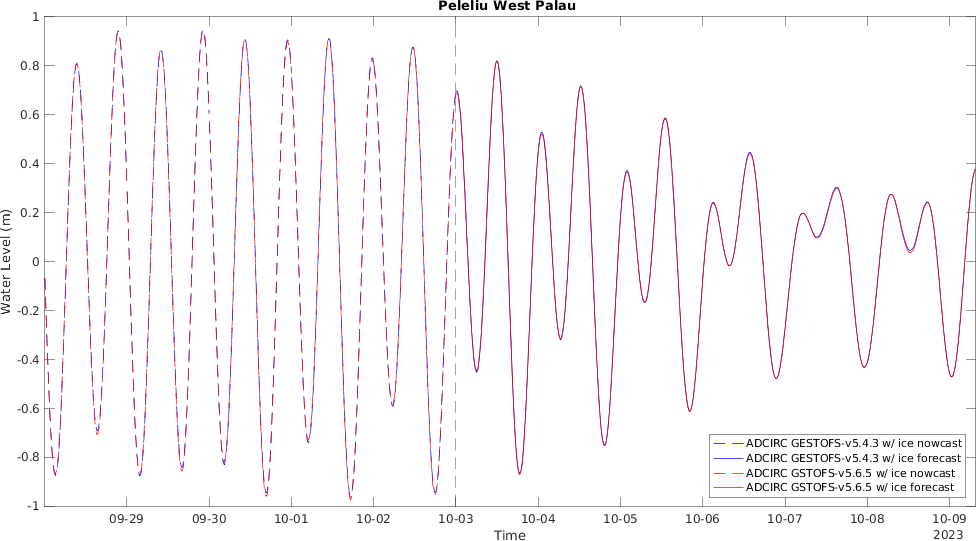 Peleliu West Palau
1
0.8
0.6
0.4
0.2
0
-0.2
-0.4
-0.6
-0.8
-1
Water Level (m)
ADCIRC GESTOFS-v5.4.3 w/ ice nowcast
ADCIRC GSTOFS-v5.4.3 w/ ice forecast
ADCIRC GSTOFS-v5.6.5 w/ ice nowcast
ADCIRC GSTOFS-v5.6.5 w/ ice forecast
09-29 09-30 10-01 10-02 10-03 10-04 10-05 10-06 10-07 10-08 10-09
2023
Time